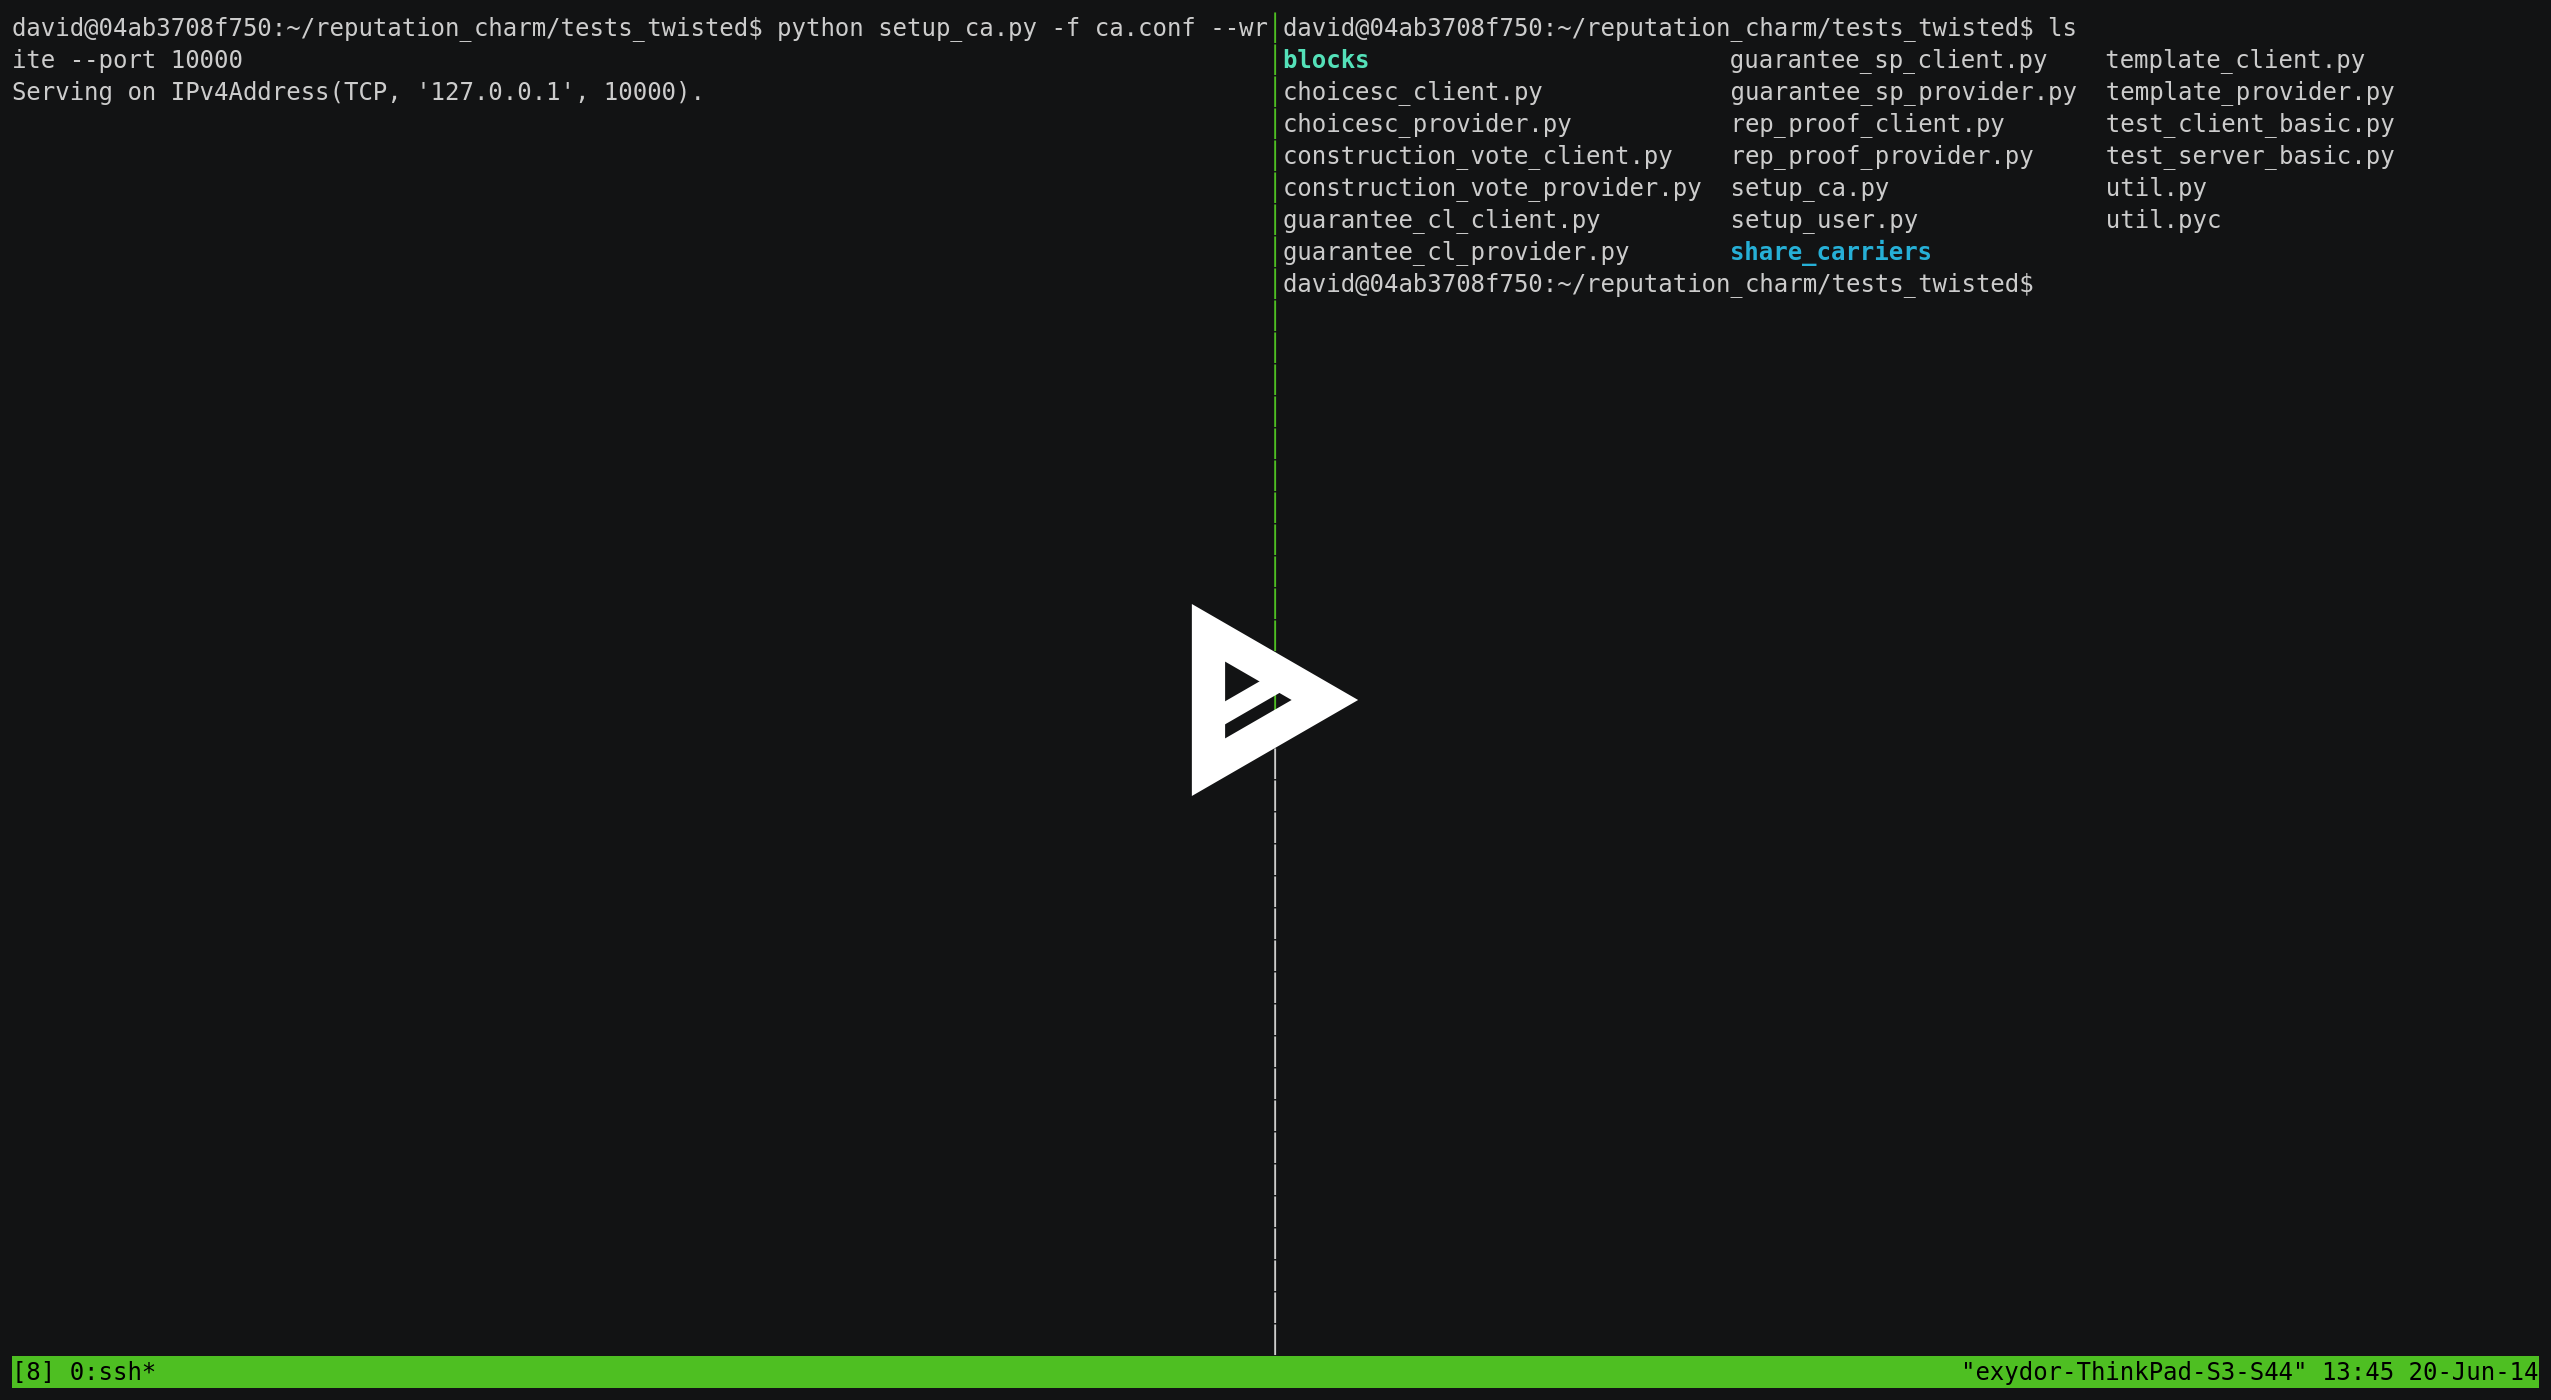 david@04ab3708f750:~/reputation_charm/tests_twisted$ python setup_ca.py -f ca.conf --wr
ite --port 10000
Serving on IPv4Address(TCP, '127.0.0.1', 10000).
david@04ab3708f750:~/reputation_charm/tests_twisted$ ls
blocks guarantee_sp_client.py template_client.py
choicesc_client.py guarantee_sp_provider.py template_provider.py
choicesc_provider.py rep_proof_client.py test_client_basic.py
construction_vote_client.py rep_proof_provider.py test_server_basic.py
construction_vote_provider.py setup_ca.py util.py
guarantee_cl_client.py setup_user.py util.pyc
guarantee_cl_provider.py share_carriers
david@04ab3708f750:~/reputation_charm/tests_twisted$
[8] 0:ssh* "exydor-ThinkPad-S3-S44" 13:45 20-Jun-14